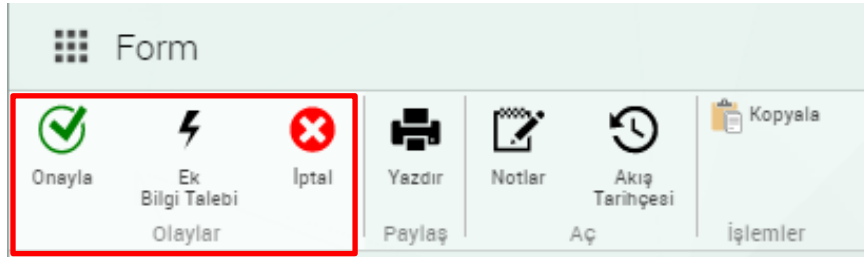 Form
Onayla
Ek
Bilgi Talebi
İptal
Olaylar
Yazdır
Paylaş
Notlar
Akış
Tarihçesi
Aç
Kopyala
İşlemler